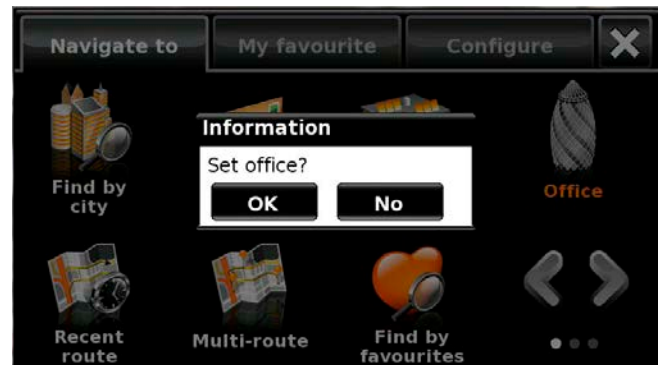 Navigate to
My favourite
Configure
Information
Set office?
OK
No
Find by
city
Office
Recent
route
Multi-route
Find by
favourites